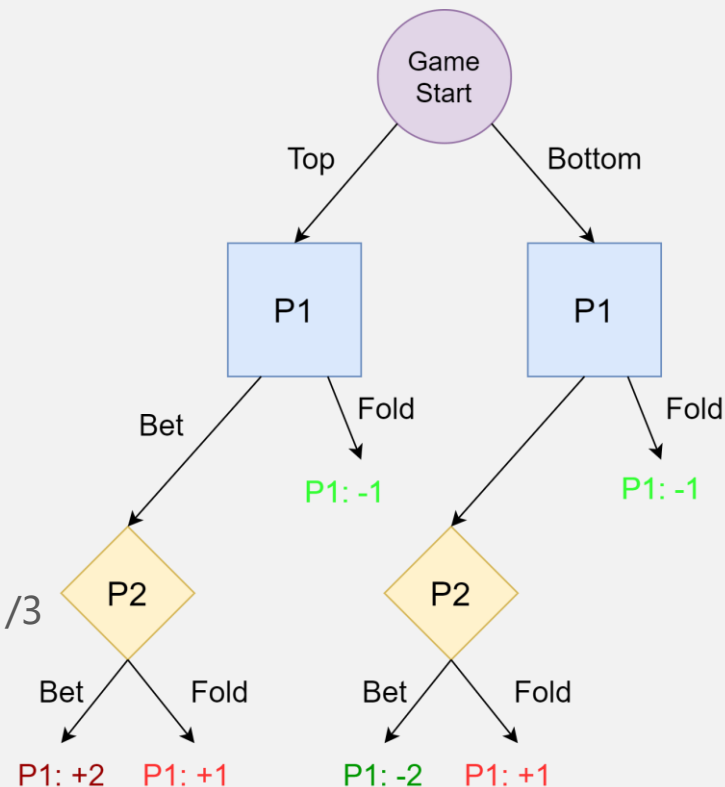 Game
Start
Top
Bottom
P1
P1
Bet
Fold
Fold
P1: -1
P1: -1
/3
P2
P2
Bet
Fold
Bet
Fold
P1: +2
P1: +1
P1: -2
P1: +1